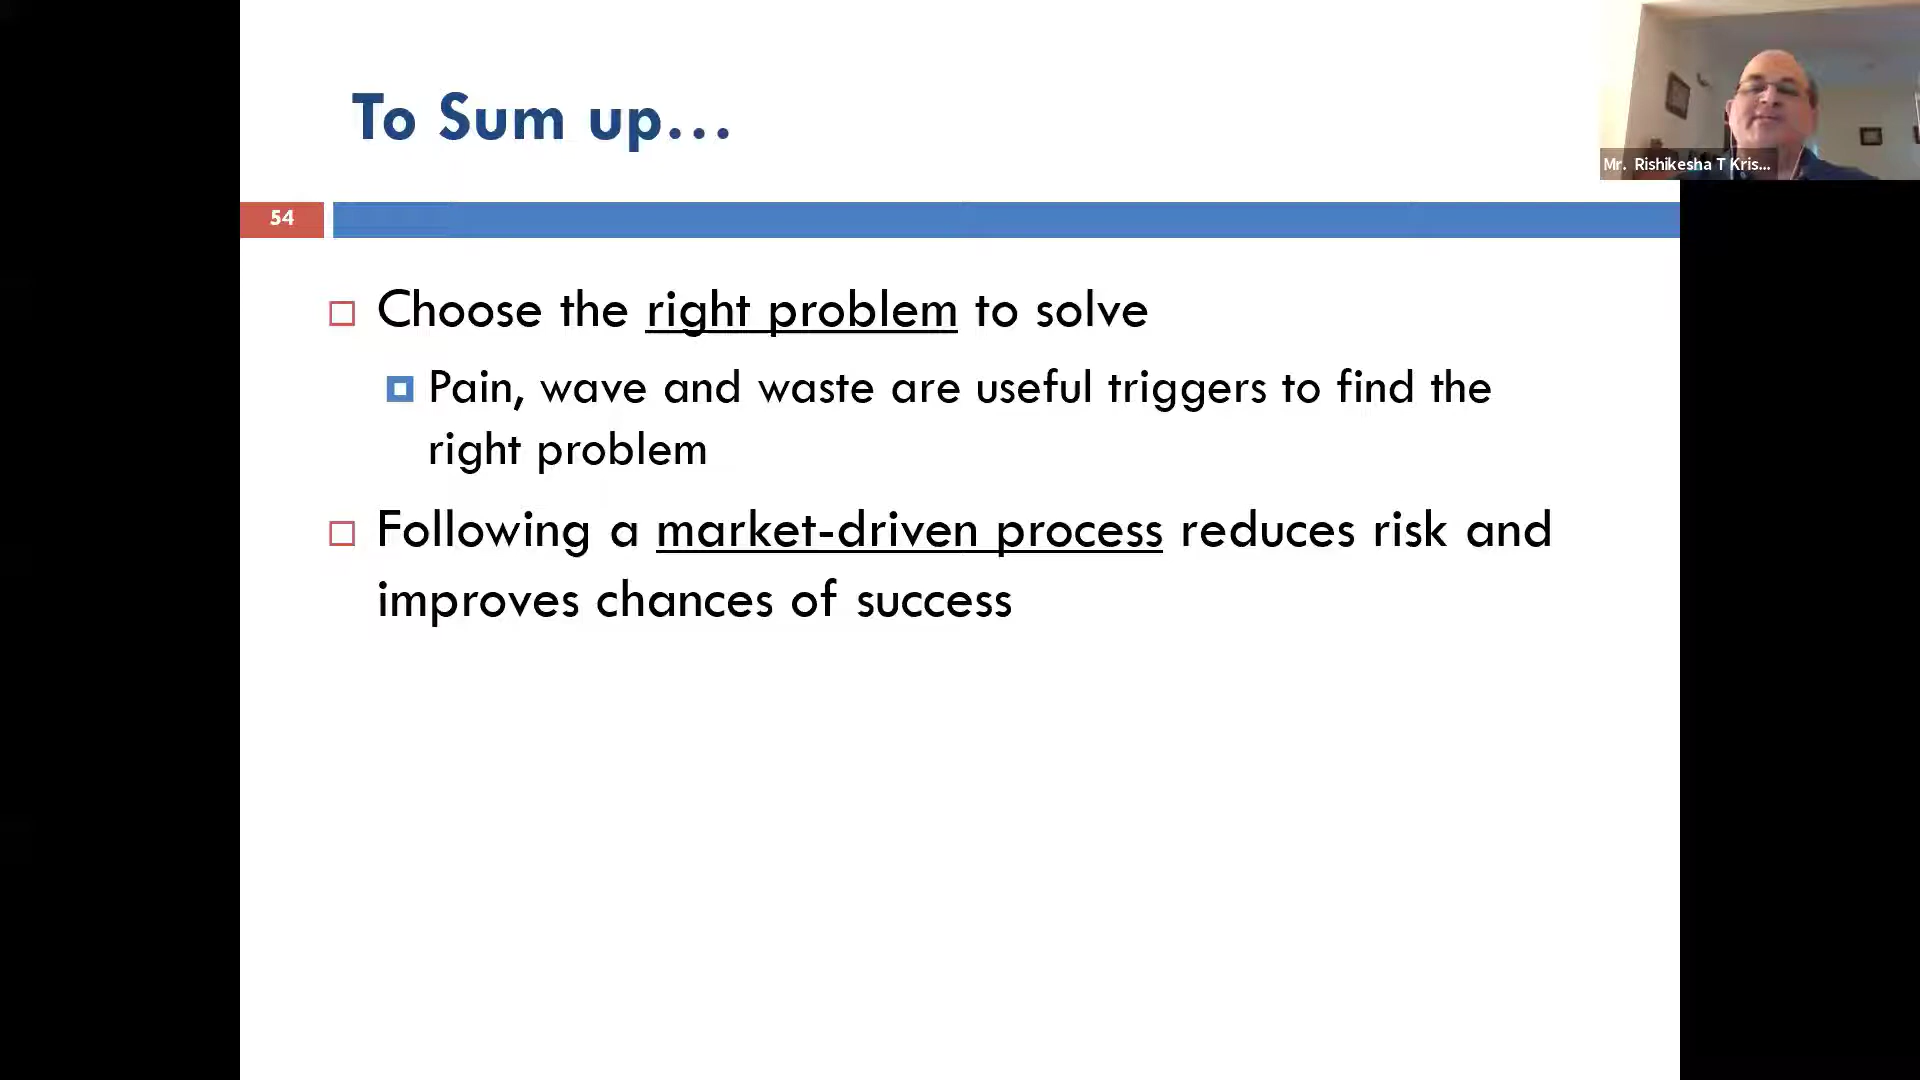 To Sum up...
Mr. Rishikesha T Kris...
54
Choose the right problem to solve
Pain, wave and waste are useful triggers to find the
right problem
Following a market-driven process reduces risk and
improves chances of success